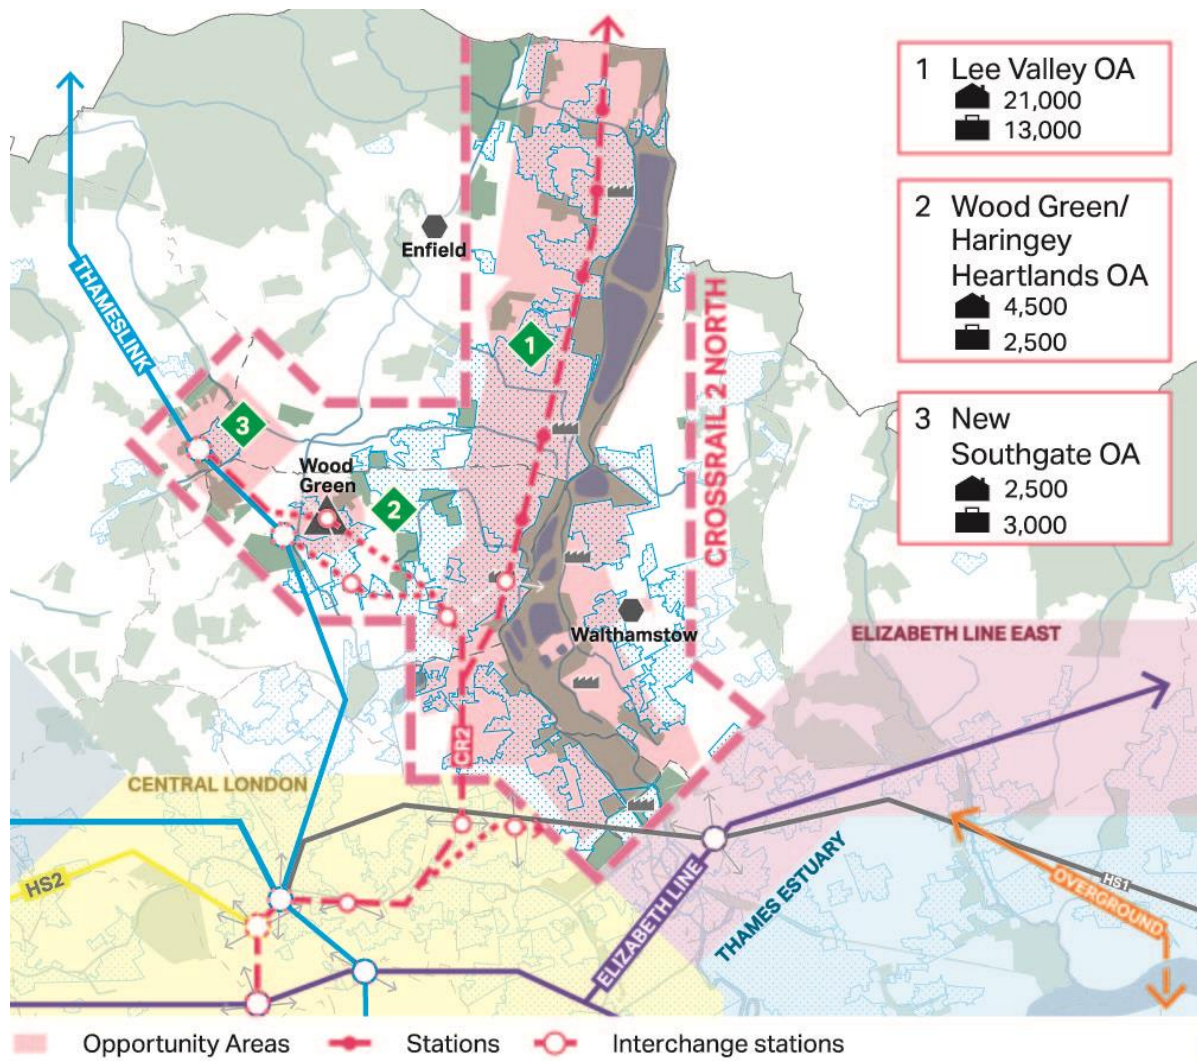 1 Lee Valley OA
21,000
13,000
2 Wood Green/
Haringey
Heartlands OA
4,500
2,500
3 New
Southgate OA
2,500
3,000
Enfield
THAMESLINK
1
CROSSRAIL 2 NORTH
3
Wood
Green
2
Walthamstow
ELIZABETH LINE EAST
CR2
CENTRAL LONDON
HS2
ELIZABETH LINE
THAMES ESTUARY
HS1
OVERGROUND
Opportunity Areas
Stations
Interchange stations